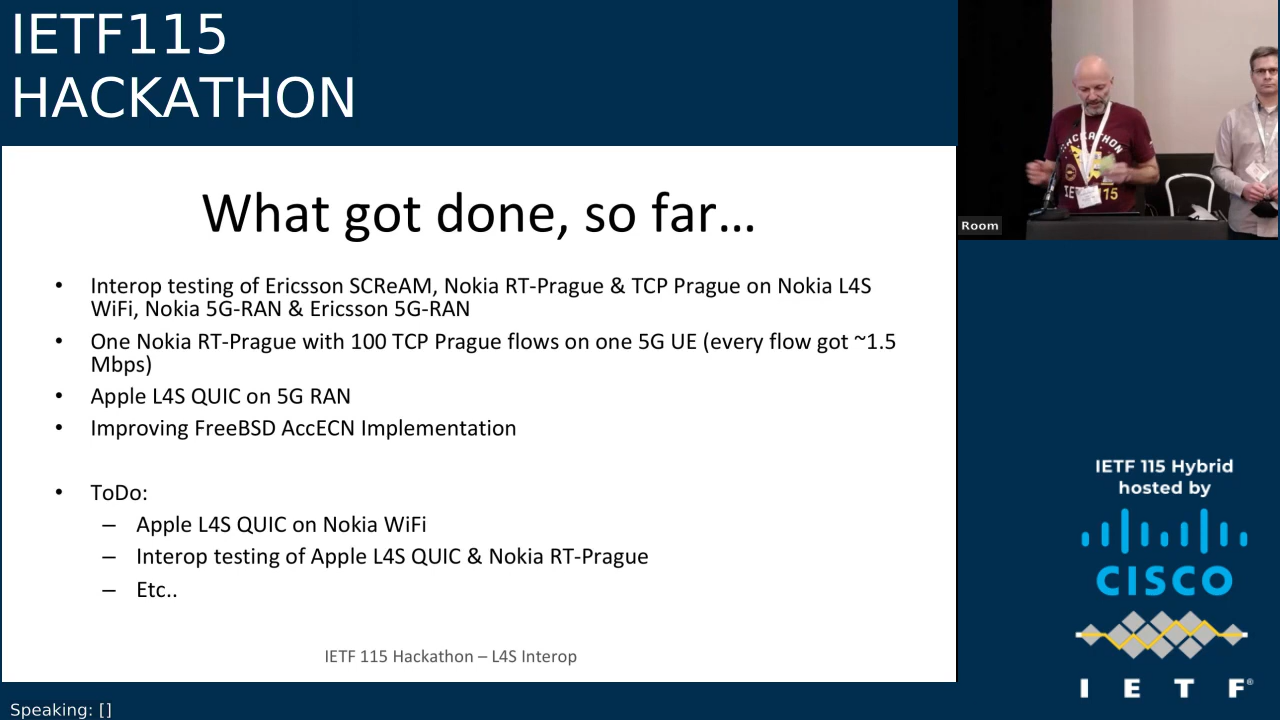 IETF115
HACKATHON
What got done, so far…
• Interop testing of Ericsson SCReAM, Nokia RT-Prague & TCP Prague on Nokia L4S
WiFi, Nokia 5G-RAN & Ericsson 5G-RAN
• One Nokia RT-Prague with 100 TCP Prague flows on one 5G UE (every flow got ~1.5
Mbps)
• Apple L4S QUIC on 5G RAN
• Improving FreeBSD AccECN Implementation
• ToDo:
– Apple L4S QUIC on Nokia WiFi
– Interop testing of Apple L4S QUIC & Nokia RT-Prague
– Etc..
IETF 115 Hackathon – L4S Interop
Speaking: []
HACKATHON
Room
IETF 115 Hybrid
hosted by
CISCO
I E T F®